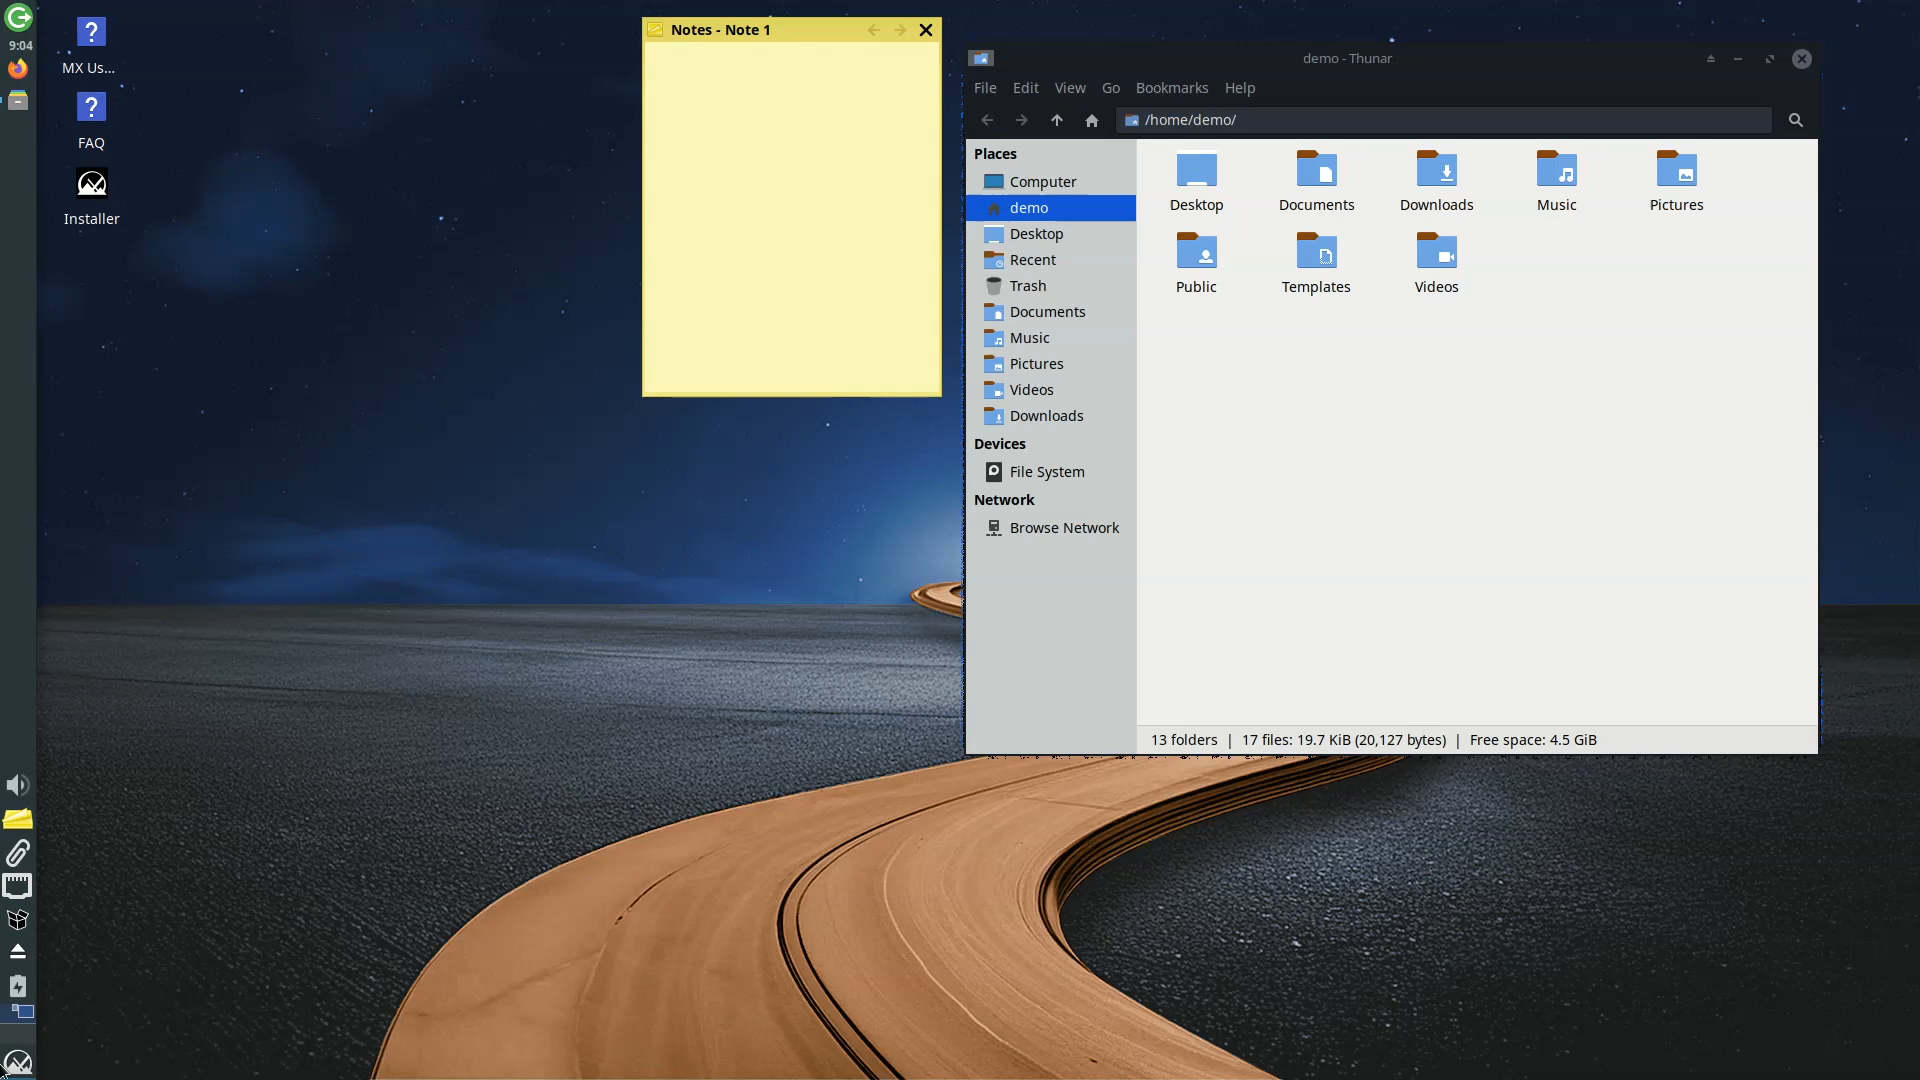 9:04
? MX Us...
? FAQ
Installer
Notes - Note 1
demo - Thunar
File Edit View Go Bookmarks Help
/home/demo/
Places
Computer
demo
Desktop
Recent
Trash
Documents
Music
Pictures
Videos
Downloads
Devices
File System
Network
Browse Network
Desktop Documents Downloads Music Pictures
Public Templates Videos
13 folders | 17 files: 19.7 KiB (20,127 bytes) | Free space: 4.5 GiB